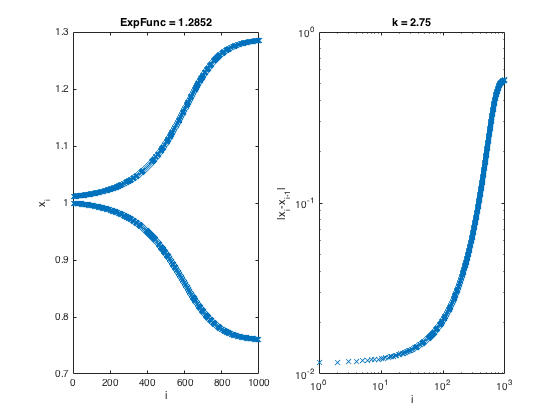 ExpFunc = 1.2852
1.3
1.2
1.1
1
0.9
0.8
0.7
x_i
0 200 400 600 800 1000
i
k = 2.75
10^0
10^-1
10^-2
|x_i-x_i-1|
10^0 10^1 10^2 10^3
i